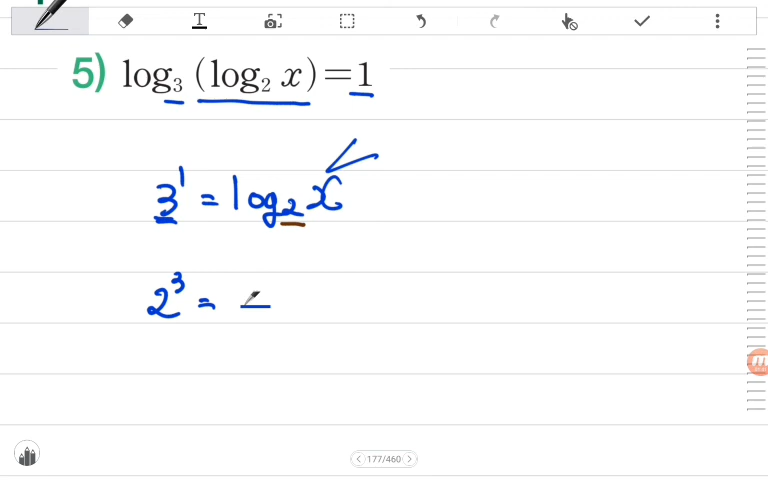 T
5) log₃ (log₂ x) = 1
3¹ = log₂ x
2³ =
177/460